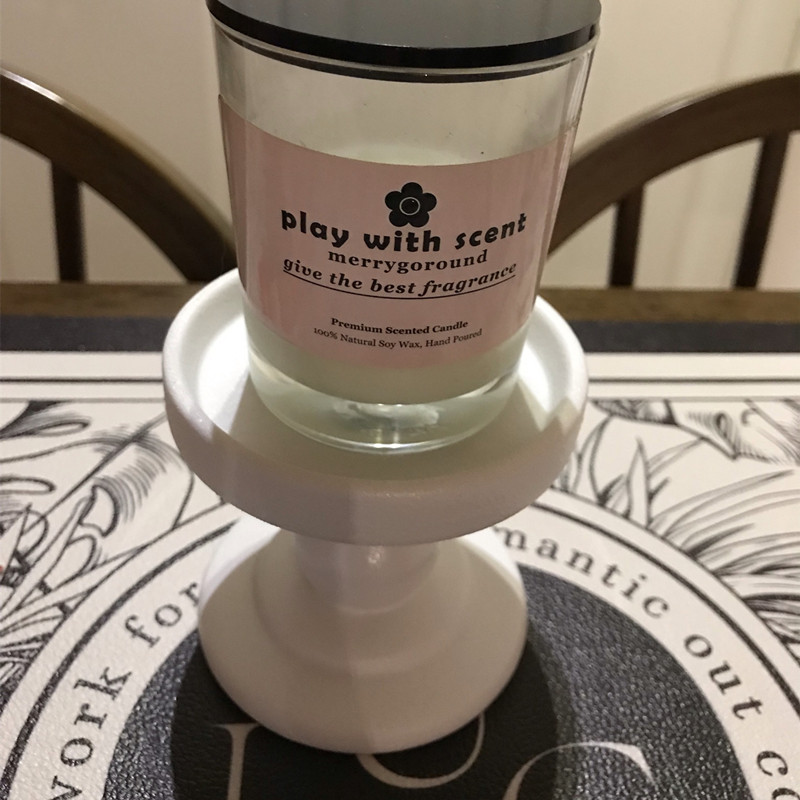 play with scent
merrygoround
give the best fragrance
Premium Scented Candle
100% Natural Soy Wax, Hand Poured
work for
out